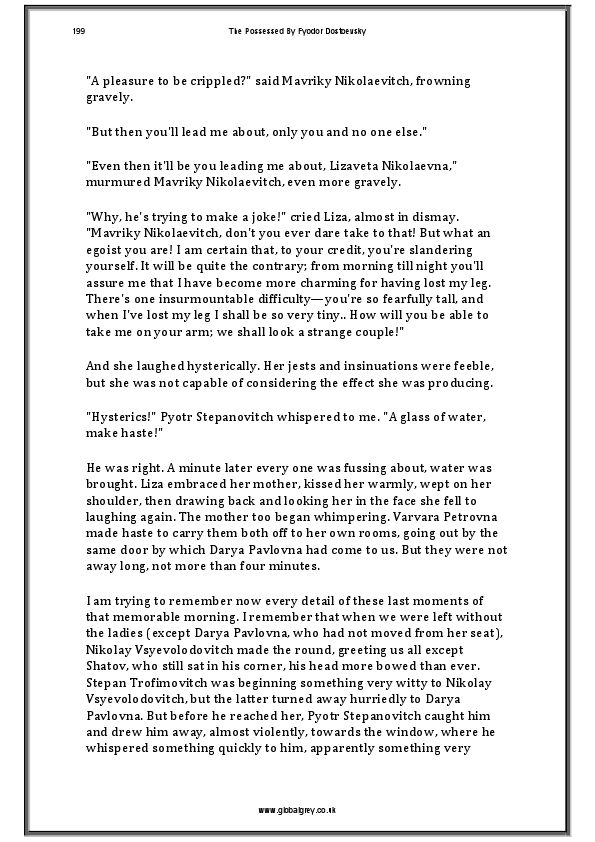 199
The Possessed By Fyodor Dostoevsky
"A pleasure to be crippled?" said Mavriky Nikolaevitch, frowning
gravely.
"But then you'll lead me about, only you and no one else."
"Even then it'll be you leading me about, Lizaveta Nikolaevna,"
murmured Mavriky Nikolaevitch, even more gravely.
"Why, he's trying to make a joke!" cried Liza, almost in dismay.
"Mavriky Nikolaevitch, don't you ever dare take to that! But what an
egoist you are! I am certain that, to your credit, you're slandering
yourself. It will be quite the contrary; from morning till night you'll
assure me that I have become more charming for having lost my leg.
There's one insurmountable difficulty—you're so fearfully tall, and
when I've lost my leg I shall be so very tiny.. How will you be able to
take me on your arm; we shall look a strange couple!"
And she laughed hysterically. Her jests and insinuations were feeble,
but she was not capable of considering the effect she was producing.
"Hysterics!" Pyotr Stepanovitch whispered to me. "A glass of water,
make haste!"
He was right. A minute later every one was fussing about, water was
brought. Liza embraced her mother, kissed her warmly, wept on her
shoulder, then drawing back and looking her in the face she fell to
laughing again. The mother too began whimpering. Varvara Petrovna
made haste to carry them both off to her own rooms, going out by the
same door by which Darya Pavlovna had come to us. But they were not
away long, not more than four minutes.
I am trying to remember now every detail of these last moments of
that memorable morning. I remember that when we were left without
the ladies (except Darya Pavlovna, who had not moved from her seat),
Nikolay Vsyevolodovitch made the round, greeting us all except
Shatov, who still sat in his corner, his head more bowed than ever.
Stepan Trofimovitch was beginning something very witty to Nikolay
Vsyevolodovitch, but the latter turned away hurriedly to Darya
Pavlovna. But before he reached her, Pyotr Stepanovitch caught him
and drew him away, almost violently, towards the window, where he
whispered something quickly to him, apparently something very
www.globalgrey.co.uk